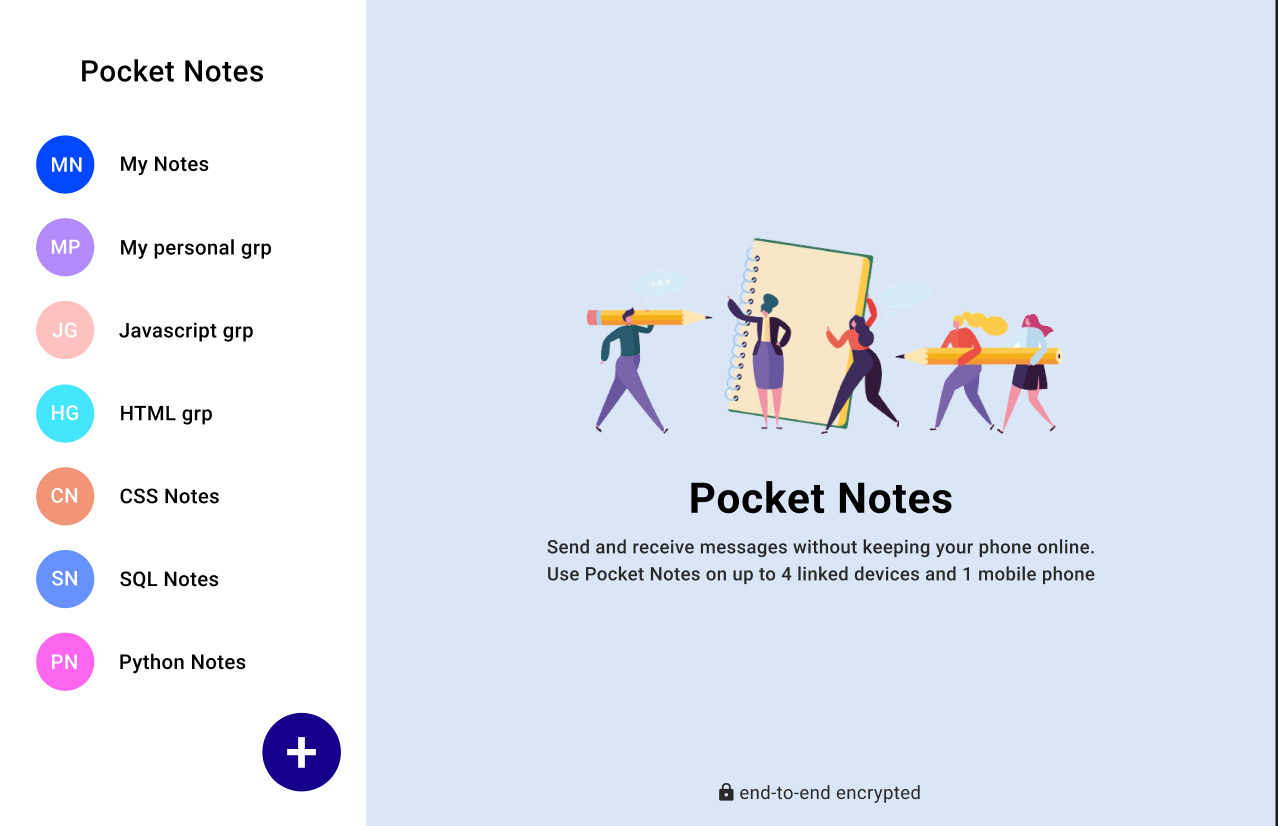 Pocket Notes
MN My Notes
MP My personal grp
JG Javascript grp
HG HTML grp
CN CSS Notes
SN SQL Notes
PN Python Notes
+
Pocket Notes
Send and receive messages without keeping your phone online.
Use Pocket Notes on up to 4 linked devices and 1 mobile phone
end-to-end encrypted